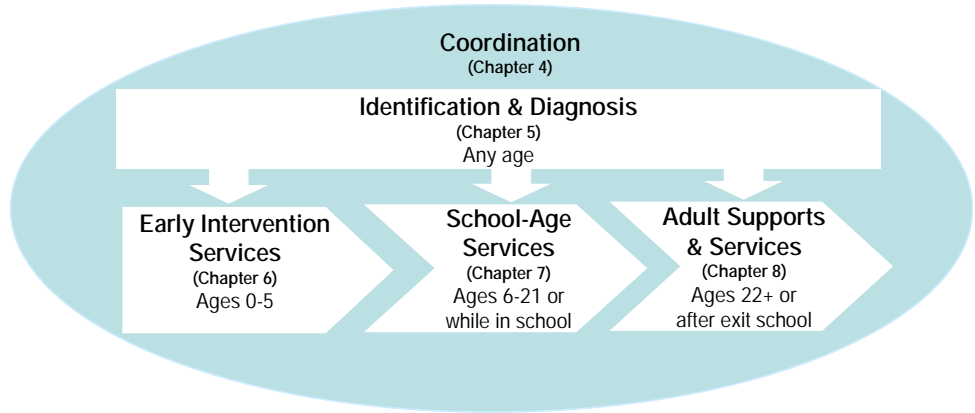 Coordination
(Chapter 4)
Identification & Diagnosis
(Chapter 5)
Any age
Early Intervention
Services
(Chapter 6)
Ages 0-5
School-Age
Services
(Chapter 7)
Ages 6-21 or
while in school
Adult Supports
& Services
(Chapter 8)
Ages 22+ or
after exit school